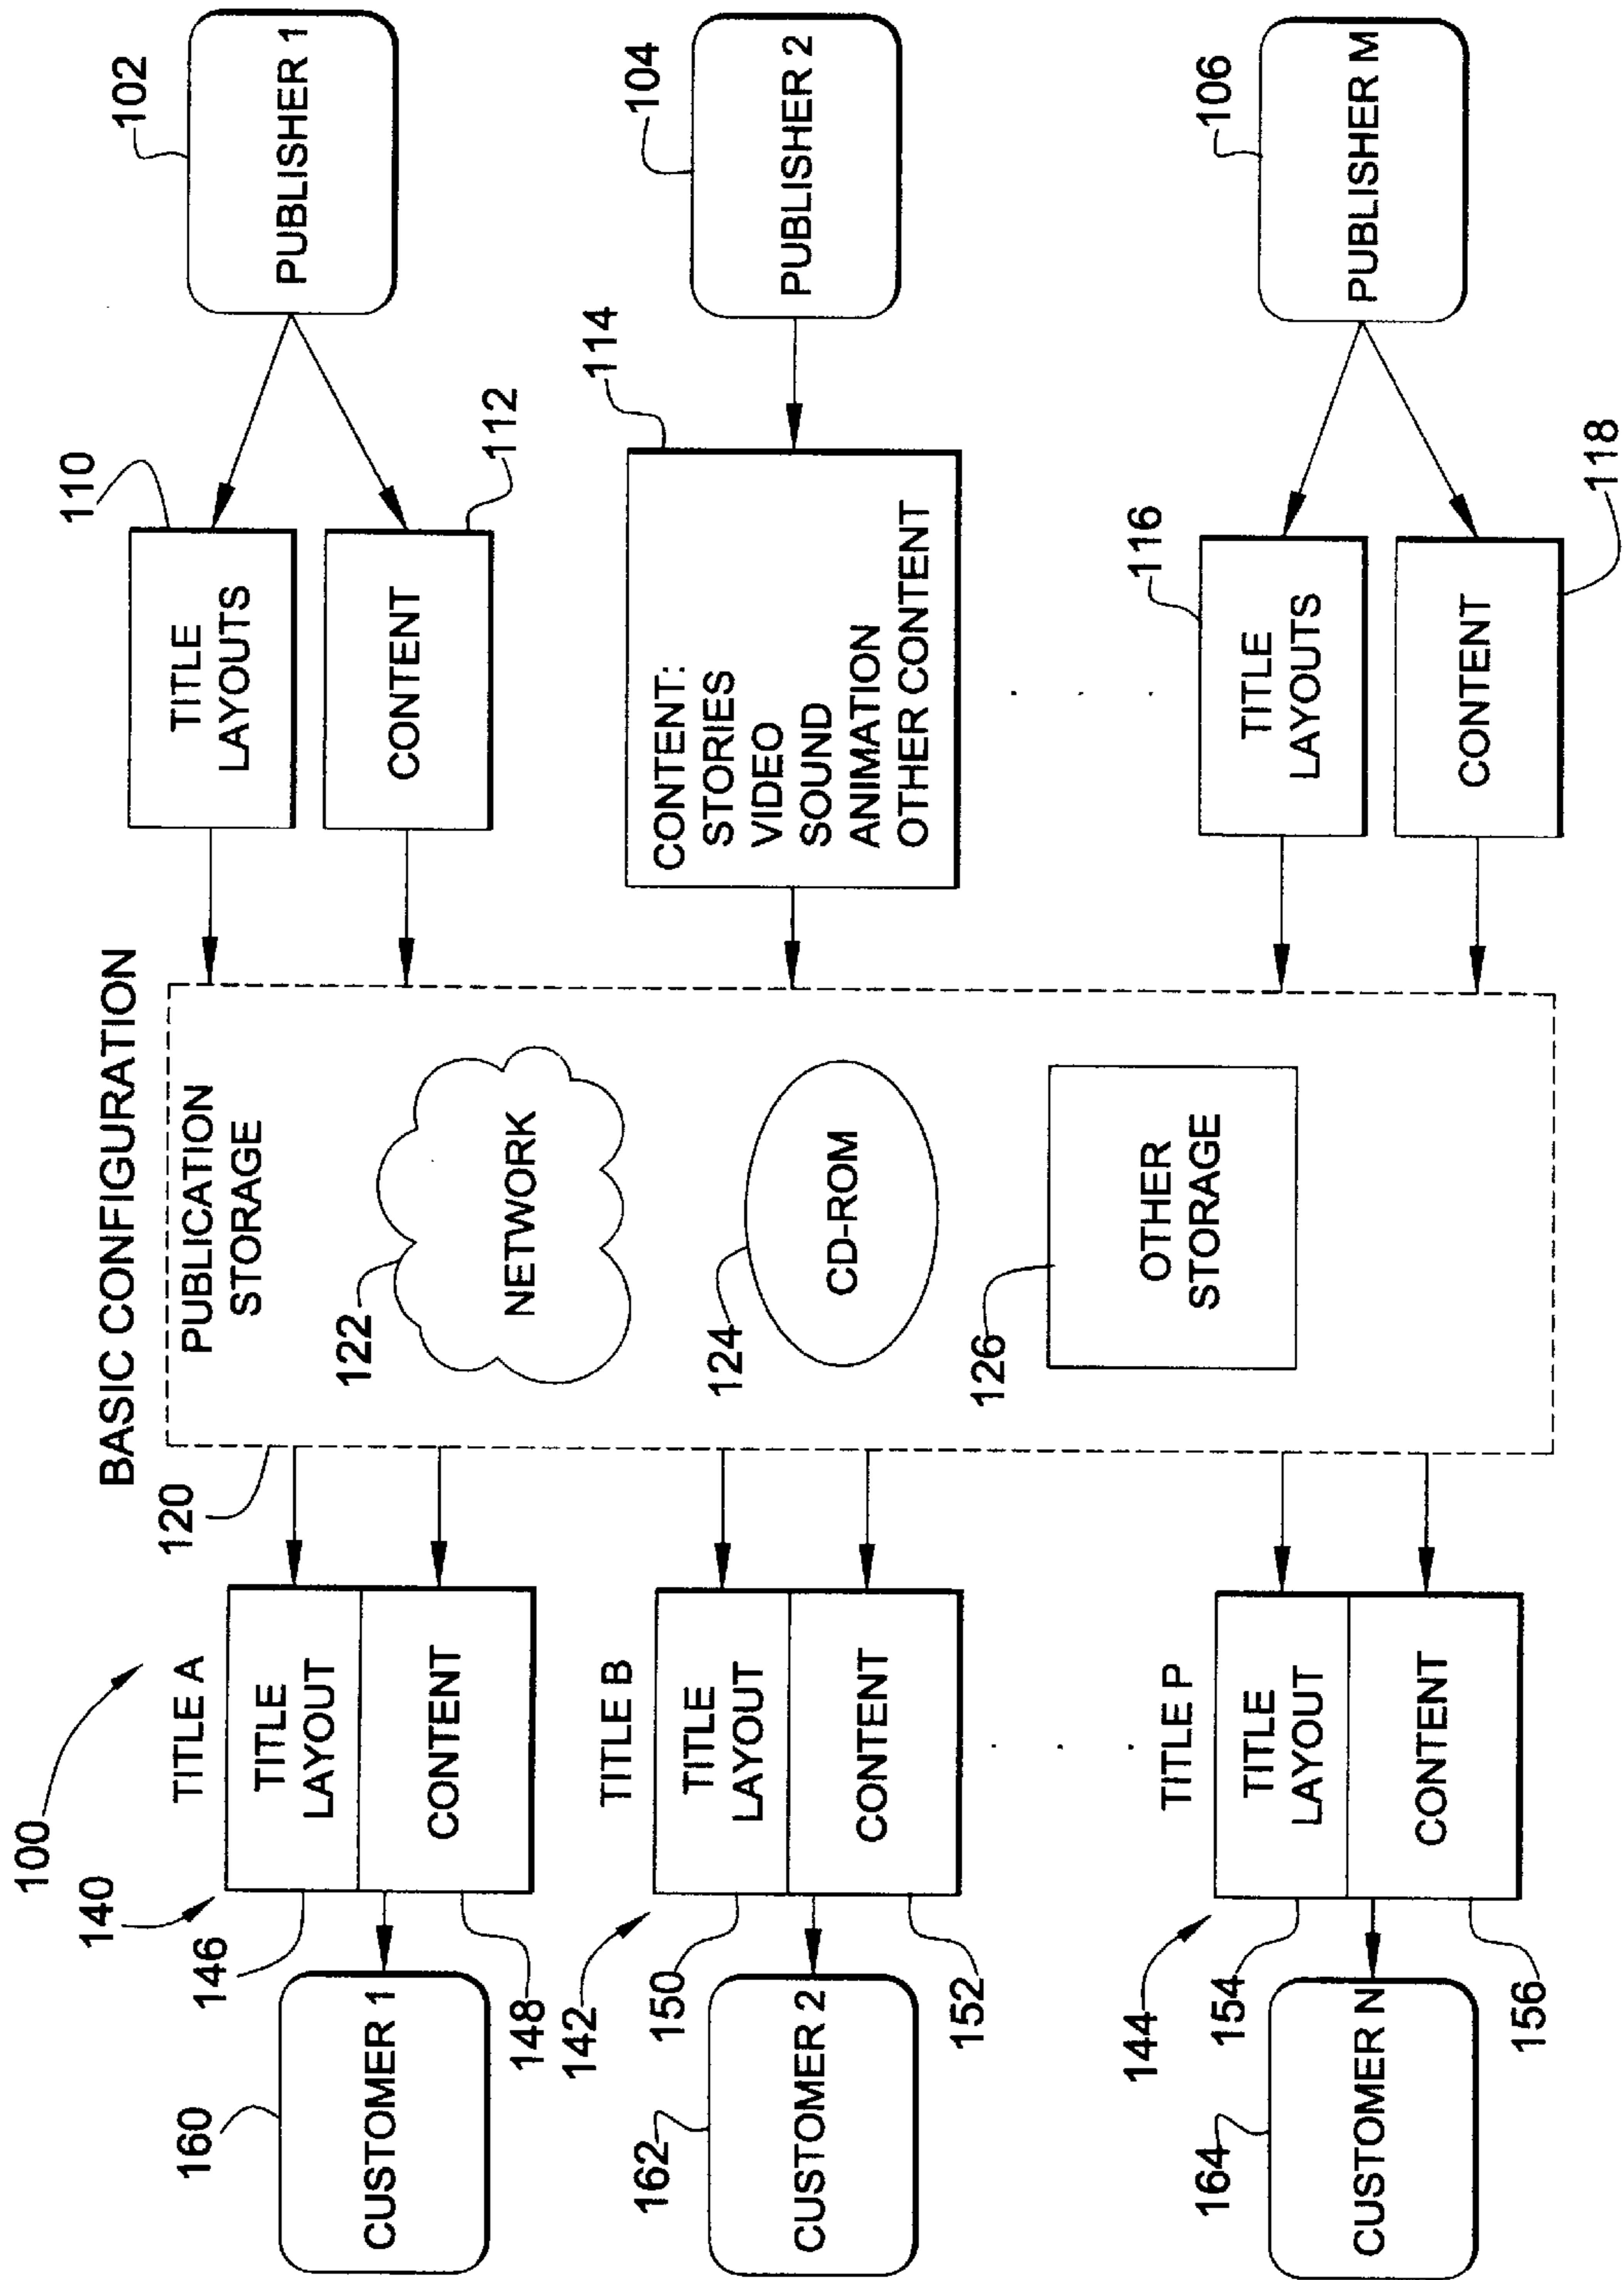 BASIC CONFIGURATION
100
140
TITLE A
146
TITLE
LAYOUT
148
CONTENT
160
CUSTOMER 1
142
TITLE B
150
TITLE
LAYOUT
152
CONTENT
162
CUSTOMER 2
144
TITLE P
154
TITLE
LAYOUT
156
CONTENT
164
CUSTOMER N
120
PUBLICATION
STORAGE
122
NETWORK
124
CD-ROM
126
OTHER
STORAGE
110
TITLE
LAYOUTS
112
CONTENT
102
PUBLISHER 1
114
CONTENT:
STORIES
VIDEO
SOUND
ANIMATION
OTHER CONTENT
104
PUBLISHER 2
116
TITLE
LAYOUTS
118
CONTENT
106
PUBLISHER M